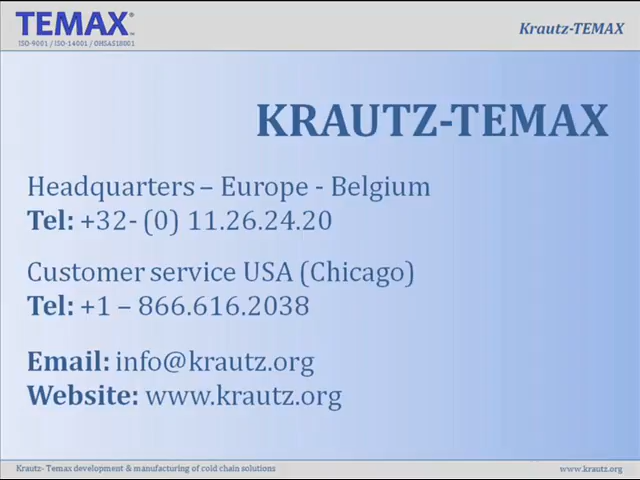 TEMAX®
ISO-9001 / ISO-14001 / OHSAS18001
Krautz-TEMAX
KRAUTZ-TEMAX
Headquarters – Europe - Belgium
Tel: +32- (0) 11.26.24.20
Customer service USA (Chicago)
Tel: +1 – 866.616.2038
Email: info@krautz.org
Website: www.krautz.org
Krautz- Temax development & manufacturing of cold chain solutions
www.krautz.org